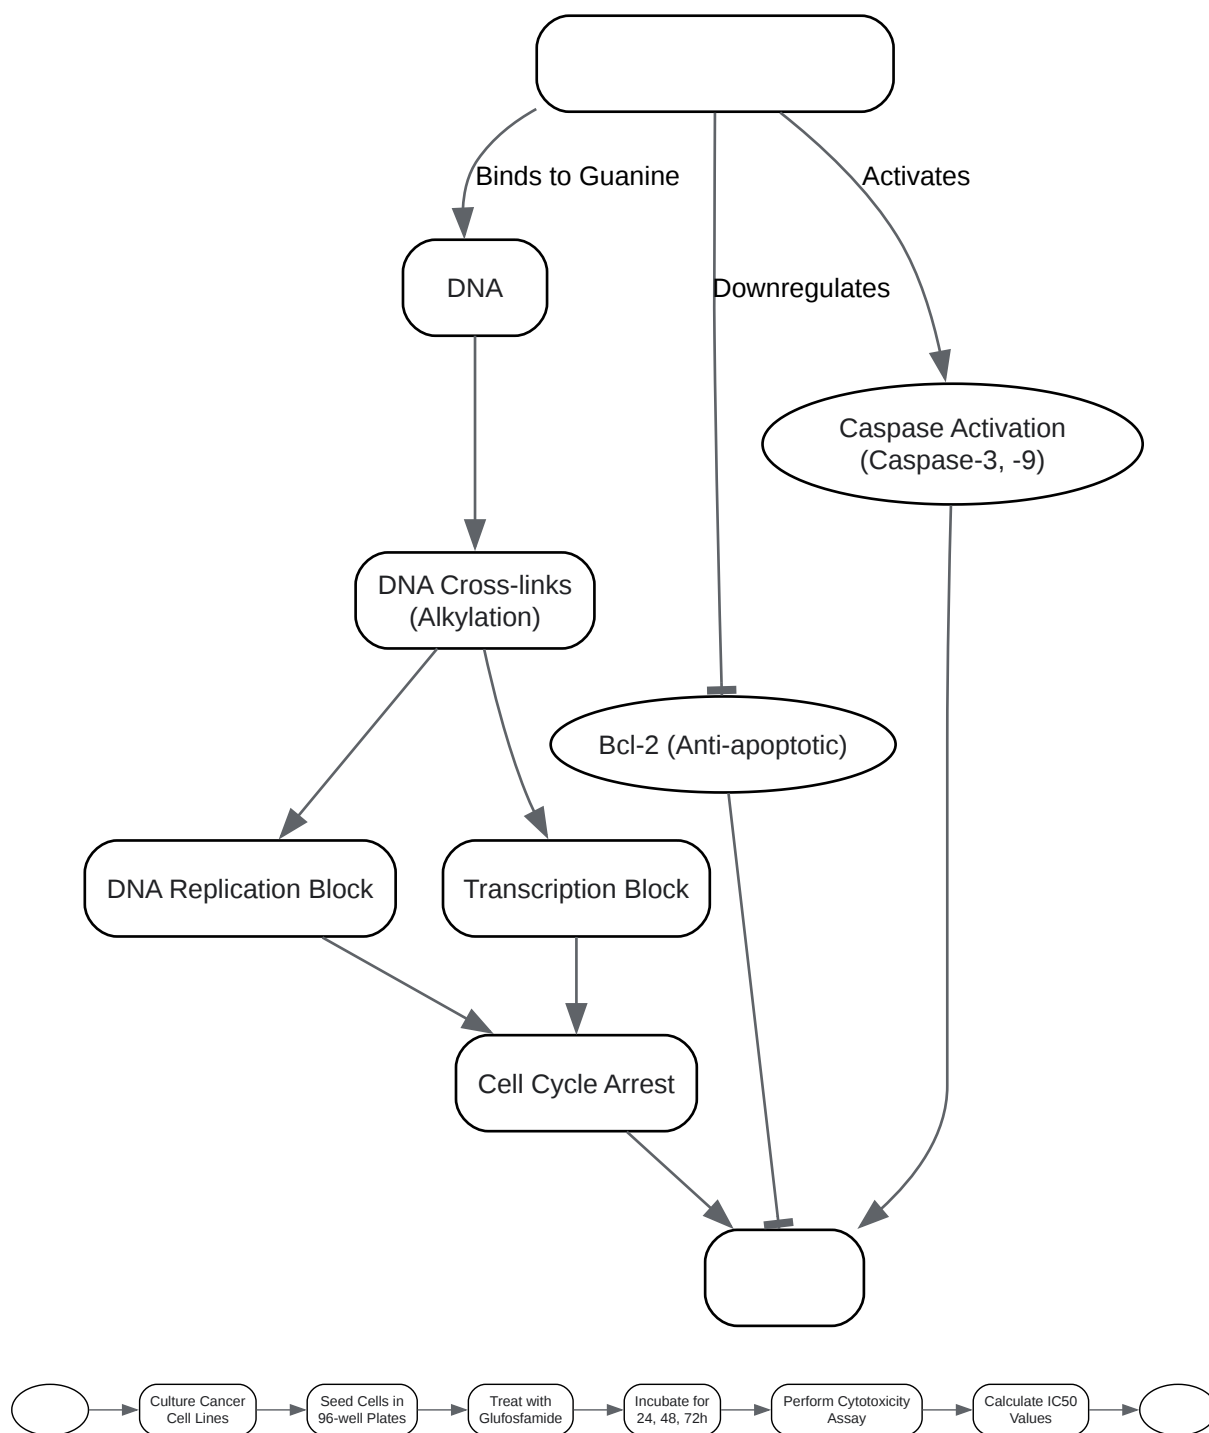 Binds to Guanine
Activates
DNA
Downregulates
Caspase Activation
(Caspase-3, -9)
DNA Cross-links
(Alkylation)
Bcl-2 (Anti-apoptotic)
DNA Replication Block
Transcription Block
Cell Cycle Arrest
Culture Cancer
Cell Lines
Seed Cells in
96-well Plates
Treat with
Glufosfamide
Incubate for
24, 48, 72h
Perform Cytotoxicity
Assay
Calculate IC50
Values